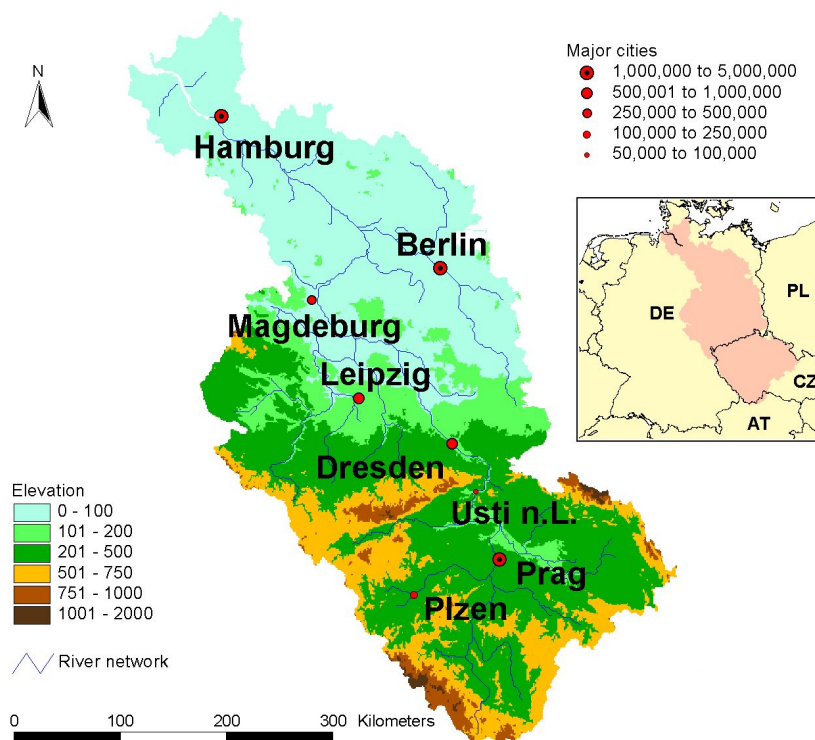 Major cities
1,000,000 to 5,000,000
500,001 to 1,000,000
250,000 to 500,000
100,000 to 250,000
50,000 to 100,000
N
Hamburg
Berlin
Magdeburg
Leipzig
Dresden
Usti n.L.
Prag
Plzen
DE
PL
CZ
AT
Elevation
0 - 100
101 - 200
201 - 500
501 - 750
751 - 1000
1001 - 2000
River network
0 100 200 300 Kilometers